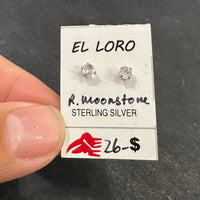 EL LORO
R. moonstone
STERLING SILVER
26-$